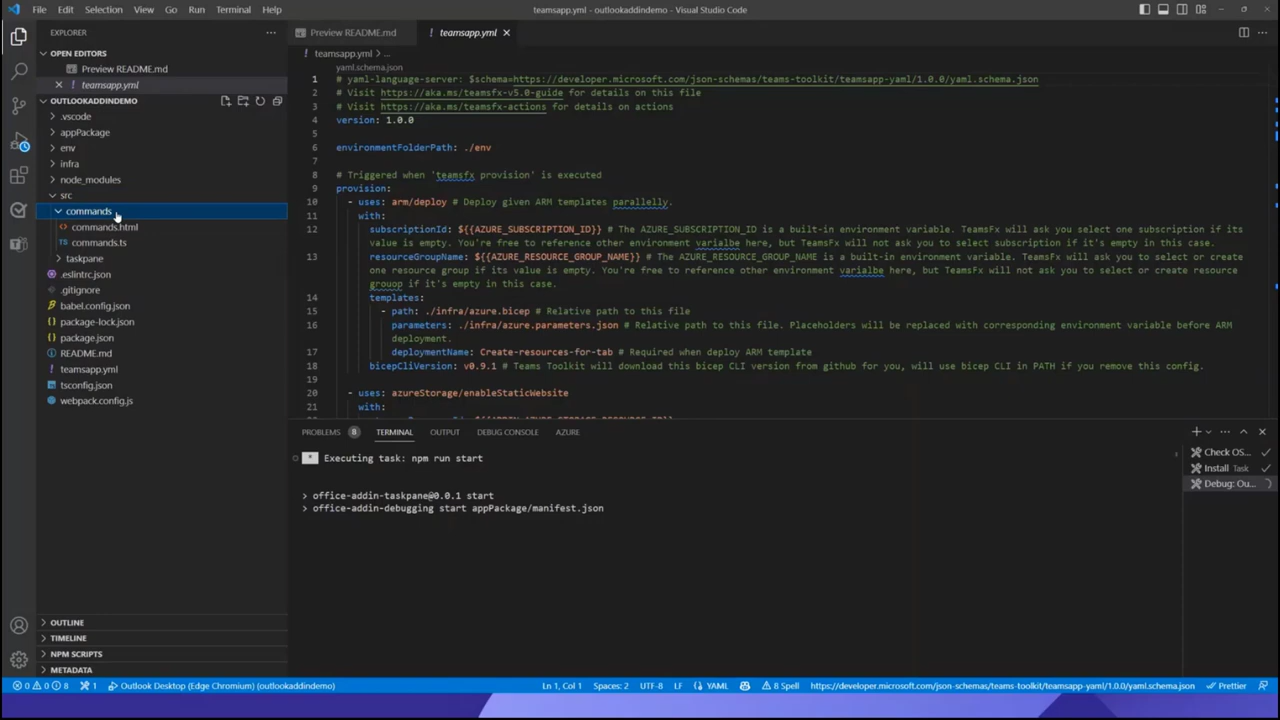 File Edit Selection View Go Run Terminal Help
teamsapp.yml - outlookaddindemo - Visual Studio Code
EXPLORER
OPEN EDITORS
Preview README.md
teamsapp.yml
OUTLOOKADDINDEMO
.vscode
appPackage
env
infra
node_modules
src
commands
commands.html
commands.ts
taskpane
.eslintrc.json
.gitignore
babel.config.json
package-lock.json
package.json
README.md
teamsapp.yml
tsconfig.json
webpack.config.js
OUTLINE
TIMELINE
NPM SCRIPTS
METADATA
Preview README.md
teamsapp.yml
teamsapp.yml > ...
yaml.schema.json
1 # yaml-language-server: $schema=https://developer.microsoft.com/json-schemas/teams-toolkit/teamsapp-yaml/1.0.0/yaml.schema.json
2 # Visit https://aka.ms/teamsfx-v5.0-guide for details on this file
3 # Visit https://aka.ms/teamsfx-actions for details on actions
4 version: 1.0.0
5
6 environmentFolderPath: ./env
7
8 # Triggered when 'teamsfx provision' is executed
9 provision:
10 - uses: arm/deploy # Deploy given ARM templates parallelly.
11 with:
12 subscriptionId: ${{AZURE_SUBSCRIPTION_ID}} # The AZURE_SUBSCRIPTION_ID is a built-in environment variable. TeamsFx will ask you select one subscription if its
value is empty. You're free to reference other environment varialbe here, but TeamsFx will not ask you to select subscription if it's empty in this case.
13 resourceGroupName: ${{AZURE_RESOURCE_GROUP_NAME}} # The AZURE_RESOURCE_GROUP_NAME is a built-in environment variable. TeamsFx will ask you to select or create
one resource group if its value is empty. You're free to reference other environment varialbe here, but TeamsFx will not ask you to select or create resource
grouop if it's empty in this case.
14 templates:
15 - path: ./infra/azure.bicep # Relative path to this file
16 parameters: ./infra/azure.parameters.json # Relative path to this file. Placeholders will be replaced with corresponding environment variable before ARM
deployment.
17 deploymentName: Create-resources-for-tab # Required when deploy ARM template
18 bicepCliVersion: v0.9.1 # Teams Toolkit will download this bicep CLI version from github for you, will use bicep CLI in PATH if you remove this config.
19
20 - uses: azureStorage/enableStaticWebsite
21 with:
PROBLEMS 8 TERMINAL OUTPUT DEBUG CONSOLE AZURE
* Executing task: npm run start
> office-addin-taskpane@0.0.1 start
> office-addin-debugging start appPackage/manifest.json
Check OS...
Install Task
Debug: Ou...
0 0 8 1 Outlook Desktop (Edge Chromium) (outlookaddindemo) Ln 1, Col 1 Spaces: 2 UTF-8 LF YAML 8 Spell https://developer.microsoft.com/json-schemas/teams-toolkit/teamsapp-yaml/1.0.0/yaml.schema.json Prettier